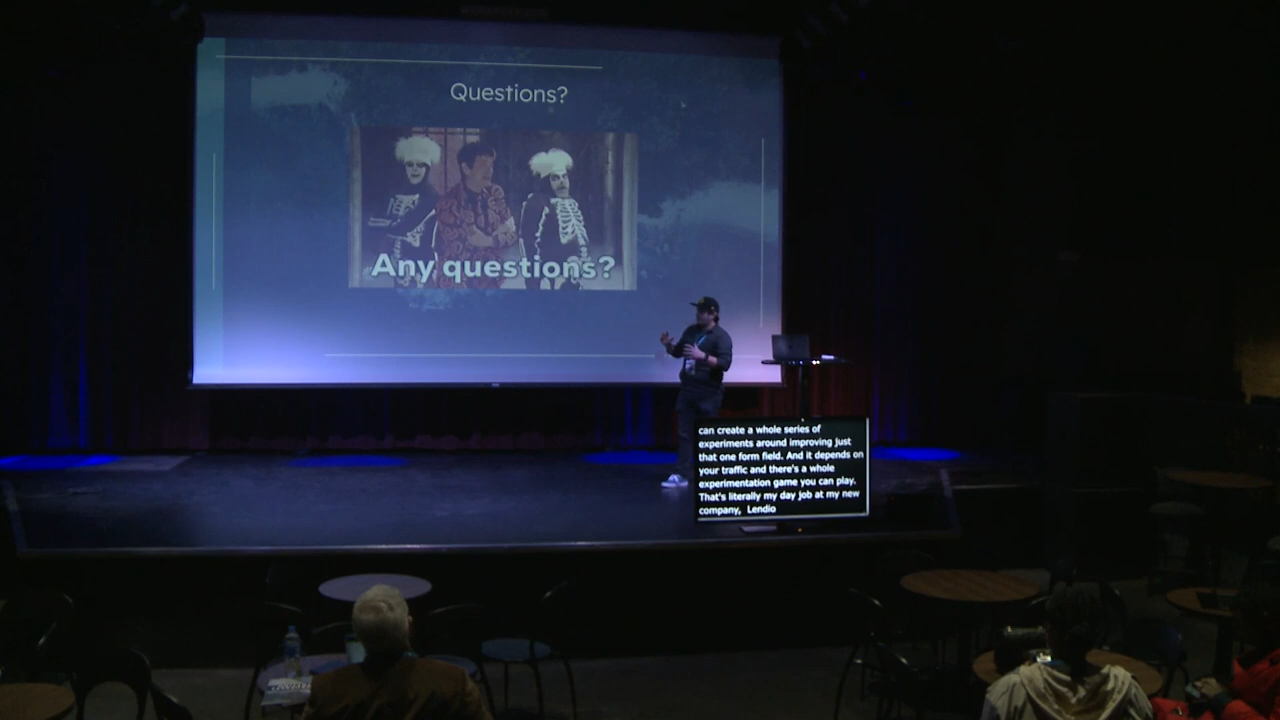 Questions?
Any questions?
can create a whole series of
experiments around improving just
that one form field. And it depends on
your traffic and there's a whole
experimentation game you can play.
That's literally my day job at my new
company, Lendio